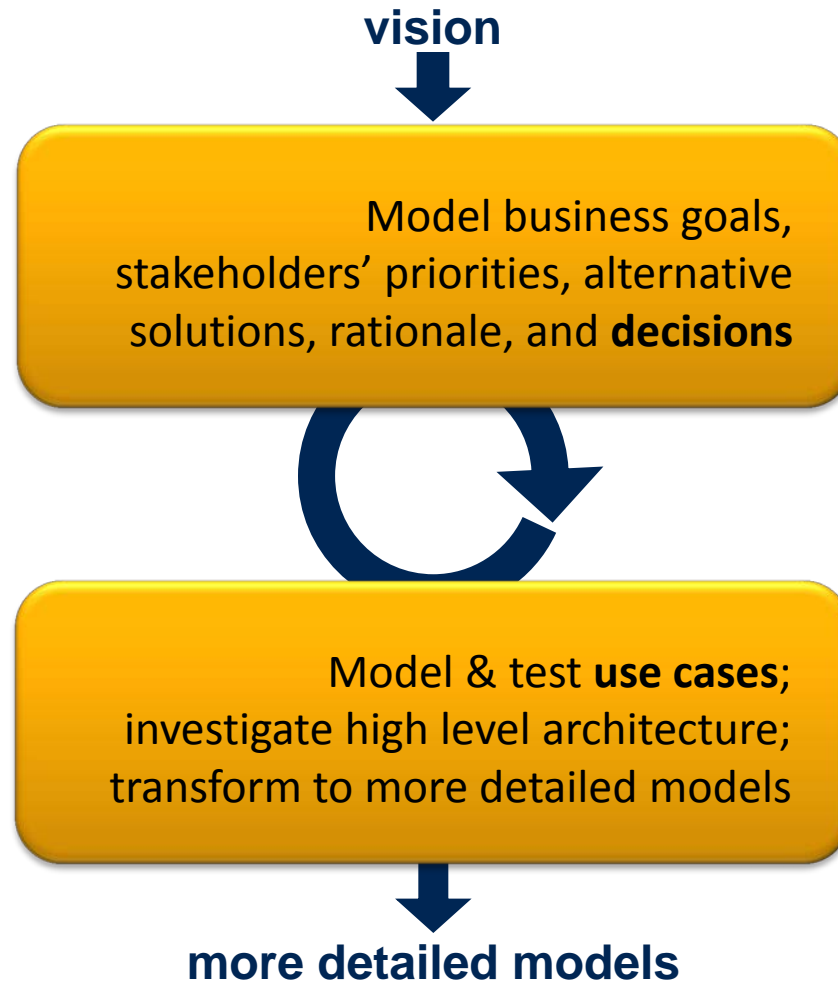 vision
Model business goals,
stakeholders’ priorities, alternative
solutions, rationale, and decisions
Model & test use cases;
investigate high level architecture;
transform to more detailed models
more detailed models